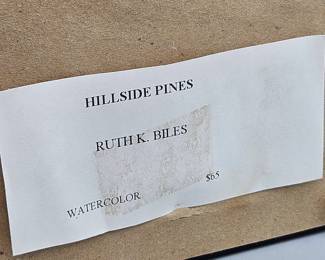 HILLSIDE PINES
RUTH K. BILES
WATERCOLOR $65